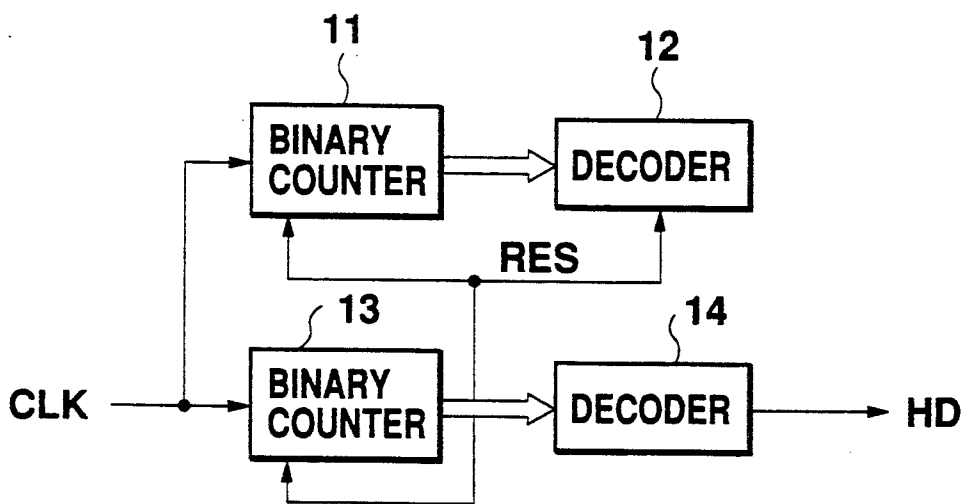 11
12
BINARY
COUNTER
DECODER
RES
13
14
CLK
BINARY
COUNTER
DECODER
HD